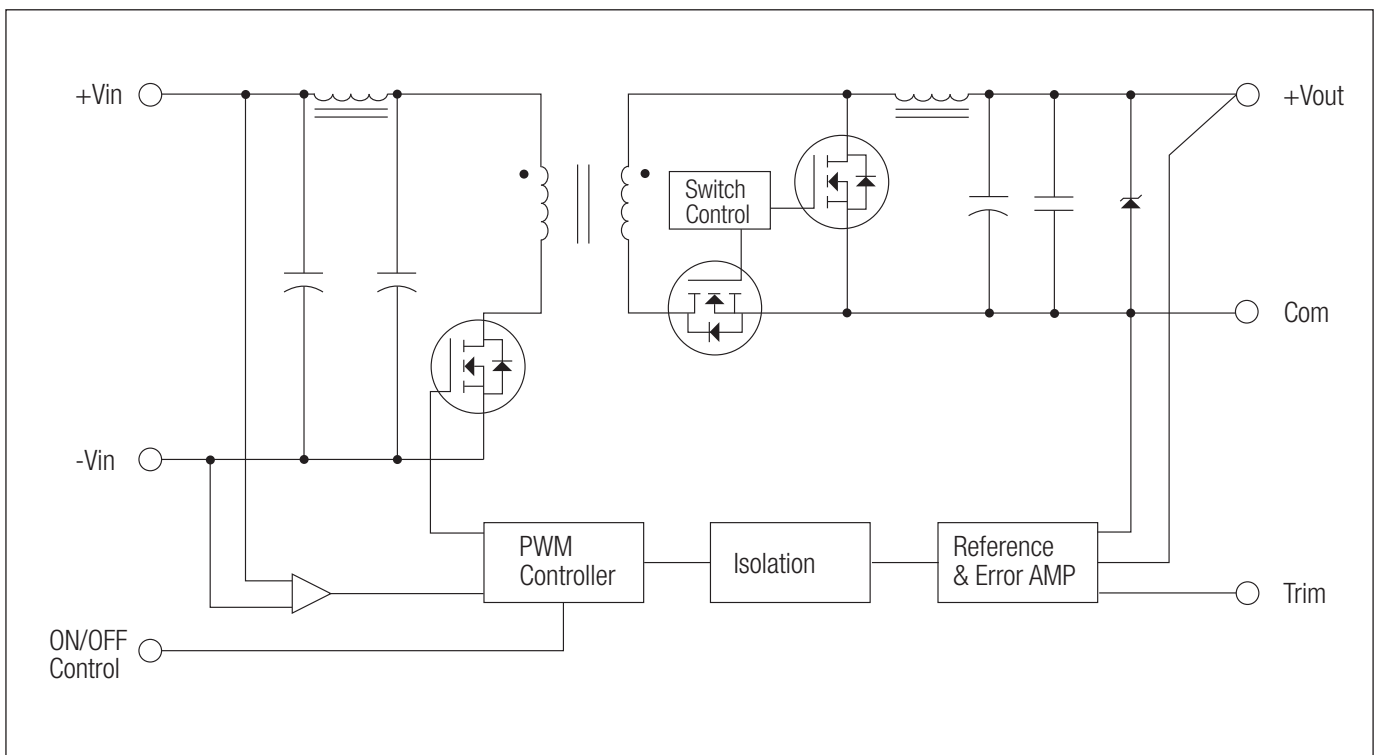 +Vin
+Vout
Switch
Control
Com
-Vin
PWM
Controller
Isolation
Reference
& Error AMP
Trim
ON/OFF
Control